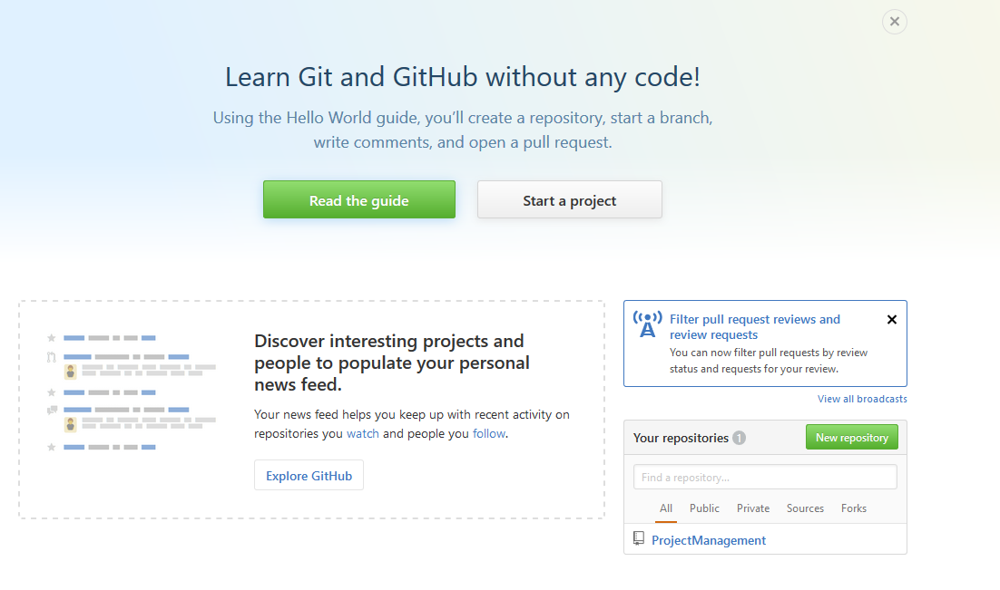 Learn Git and GitHub without any code!
Using the Hello World guide, you’ll create a repository, start a branch,
write comments, and open a pull request.
Read the guide
Start a project
Discover interesting projects and
people to populate your personal
news feed.
Your news feed helps you keep up with recent activity on
repositories you watch and people you follow.
Explore GitHub
Filter pull request reviews and
review requests
You can now filter pull requests by review
status and requests for your review.
View all broadcasts
Your repositories 1
New repository
Find a repository...
All Public Private Sources Forks
ProjectManagement